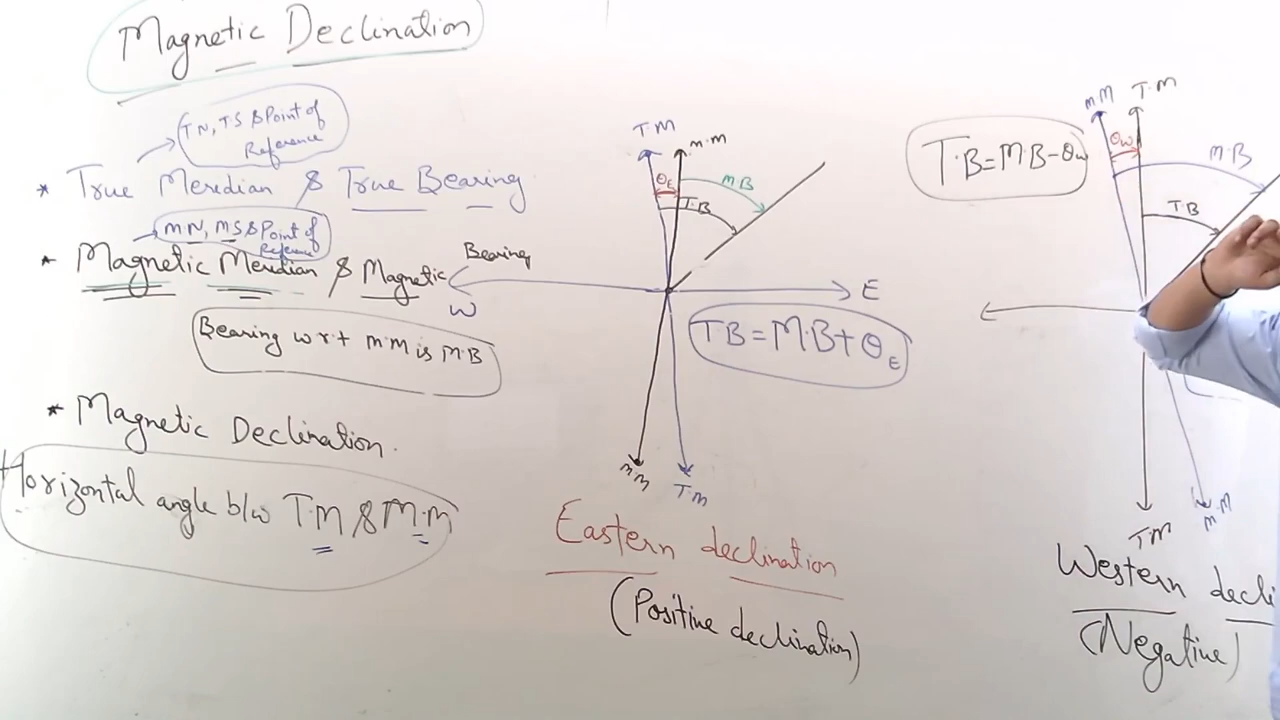 Magnetic Declination
TN, TS & Point of
Reference
* True Meridian & True Bearing
MN, MS & Point of
Reference
* Magnetic Meridian & Magnetic
Bearing
Bearing w r t M.M is M.B
* Magnetic Declination.
Horizontal angle b/w T.M & M.M
T.M
M.M
θE
M.B
T.B
W
E
TB = M.B + θE
M.M
T.M
Eastern declination
(Positive declination)
T.B = M.B - θw
M.M
T.M
θw
M.B
T.B
T.M
M.M
Western decli
(Negative)